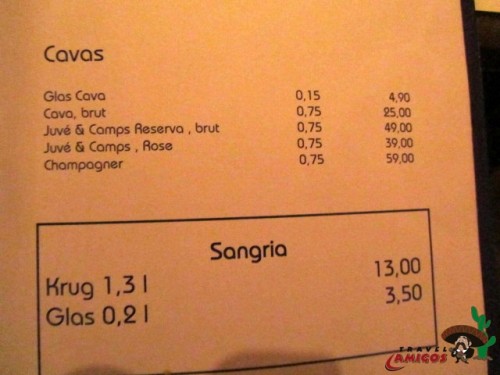 Cavas
Glas Cava 0,15 4,90
Cava, brut 0,75 25,00
Juvé & Camps Reserva , brut 0,75 49,00
Juvé & Camps , Rose 0,75 39,00
Champagner 0,75 59,00
Sangria
Krug 1,3 l 13,00
Glas 0,2 l 3,50
TRAVEL
AMIGOS